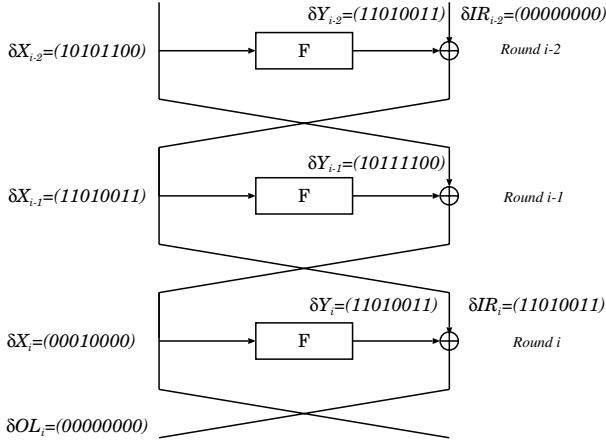 δY_{i-2}=(11010011) δIR_{i-2}=(00000000)
δX_{i-2}=(10101100) F Round i-2
δY_{i-1}=(10111100)
δX_{i-1}=(11010011) F Round i-1
δY_i=(11010011) δIR_i=(11010011)
δX_i=(00010000) F Round i
δOL_i=(00000000)